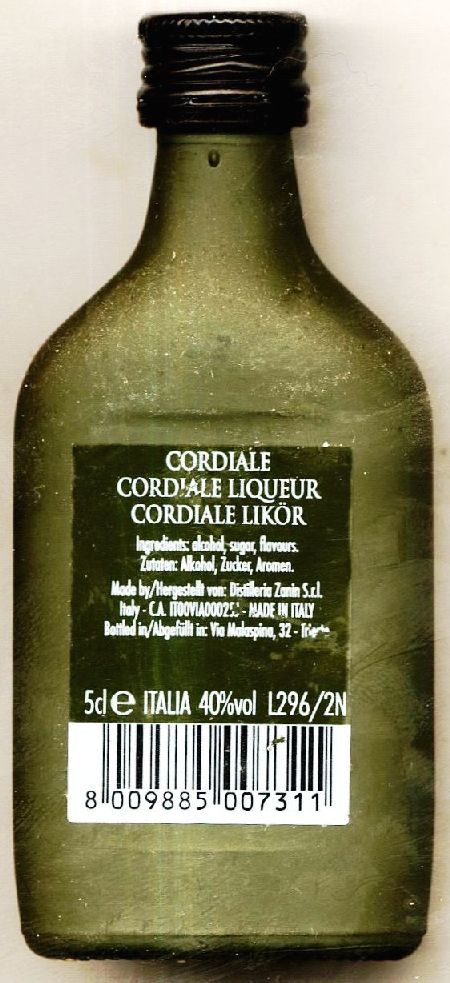 CORDIALE
CORDIALE LIQUEUR
CORDIALE LIKÖR
Ingredients: alcohol, sugar, flavours.
Zutaten: Alkohol, Zucker, Aromen.
Made by/Hergestellt von: Distilleria Zanin S.r.l.
Italy - C.A. - MADE IN ITALY
Bottled in/Abgefüllt in: Via Malaspina, 32 - Trieste
5cl e ITALIA 40%vol L296/2N
8 009885 007311